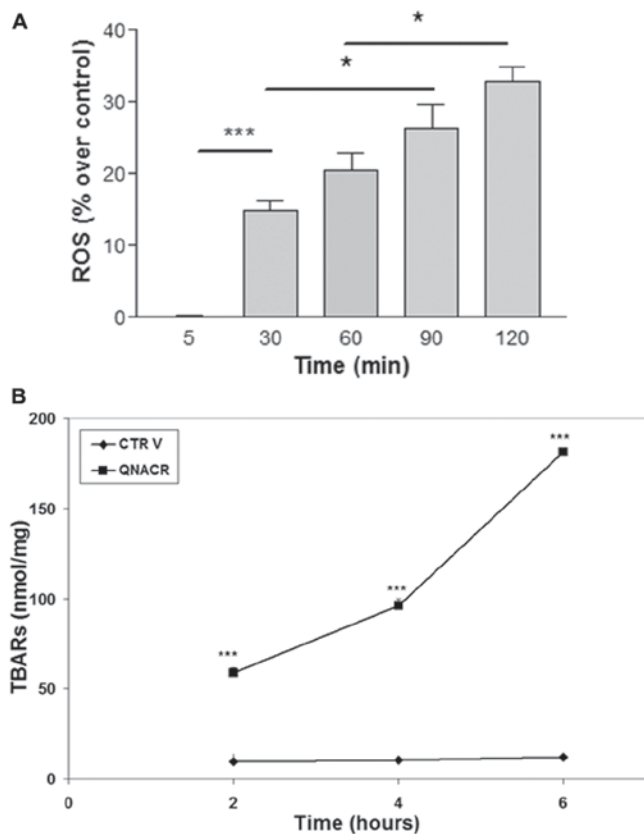 A
*
*
***
40
30
20
10
0
ROS (% over control)
5 30 60 90 120
Time (min)
B
200
150
100
50
0
TBARs (nmol/mg)
CTR V
QNACR
***
***
***
0 2 4 6
Time (hours)